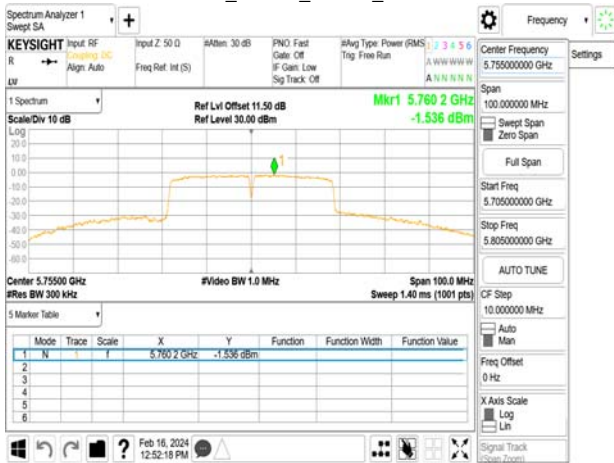 Spectrum Analyzer 1
Swept SA
Frequency
KEYSIGHT
Input: RF
Input Z: 50 Ω
#Atten: 30 dB
PNO: Fast
#Avg Type: Power (RMS
1 2 3 4 5 6
R
Coupling: DC
Gate: Off
Trig: Free Run
A WW WW W
Align: Auto
Freq Ref: Int (S)
IF Gain: Low
Sig Track: Off
A N N N N N
LU
Center Frequency
5.755000000 GHz
Settings
Span
100.000000 MHz
Swept Span
Zero Span
Full Span
Start Freq
5.705000000 GHz
Stop Freq
5.805000000 GHz
AUTO TUNE
CF Step
10.000000 MHz
Auto
Man
Freq Offset
0 Hz
X Axis Scale
Log
Lin
Signal Track
(Span Zoom)
1 Spectrum
Ref Lvl Offset 11.50 dB
Mkr1 5.760 2 GHz
Scale/Div 10 dB
Ref Level 30.00 dBm
-1.536 dBm
Log
20.0
10.0
0.00
-10.0
-20.0
-30.0
-40.0
-50.0
-60.0
1
Center 5.75500 GHz
#Video BW 1.0 MHz
Span 100.0 MHz
#Res BW 300 kHz
Sweep 1.40 ms (1001 pts)
5 Marker Table
Mode Trace Scale X Y Function Function Width Function Value
1 N 1 f 5.760 2 GHz -1.536 dBm
2
3
4
5
6
?
Feb 16, 2024
12:52:18 PM